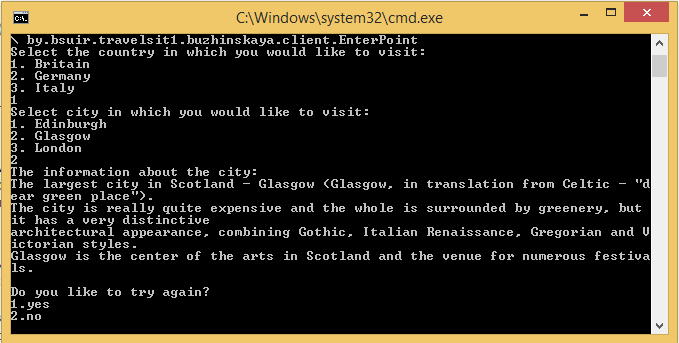 C:\Windows\system32\cmd.exe
\ by.bsuir.travelsit1.buzhinskaya.client.EnterPoint
Select the country in which you would like to visit:
1. Britain
2. Germany
3. Italy
1
Select city in which you would like to visit:
1. Edinburgh
2. Glasgow
3. London
2
The information about the city:
The largest city in Scotland - Glasgow (Glasgow, in translation from Celtic - "d
ear green place").
The city is really quite expensive and the whole is surrounded by greenery, but
it has a very distinctive
architectural appearance, combining Gothic, Italian Renaissance, Gregorian and V
ictorian styles.
Glasgow is the center of the arts in Scotland and the venue for numerous festiva
ls.
Do you like to try again?
1.yes
2.no